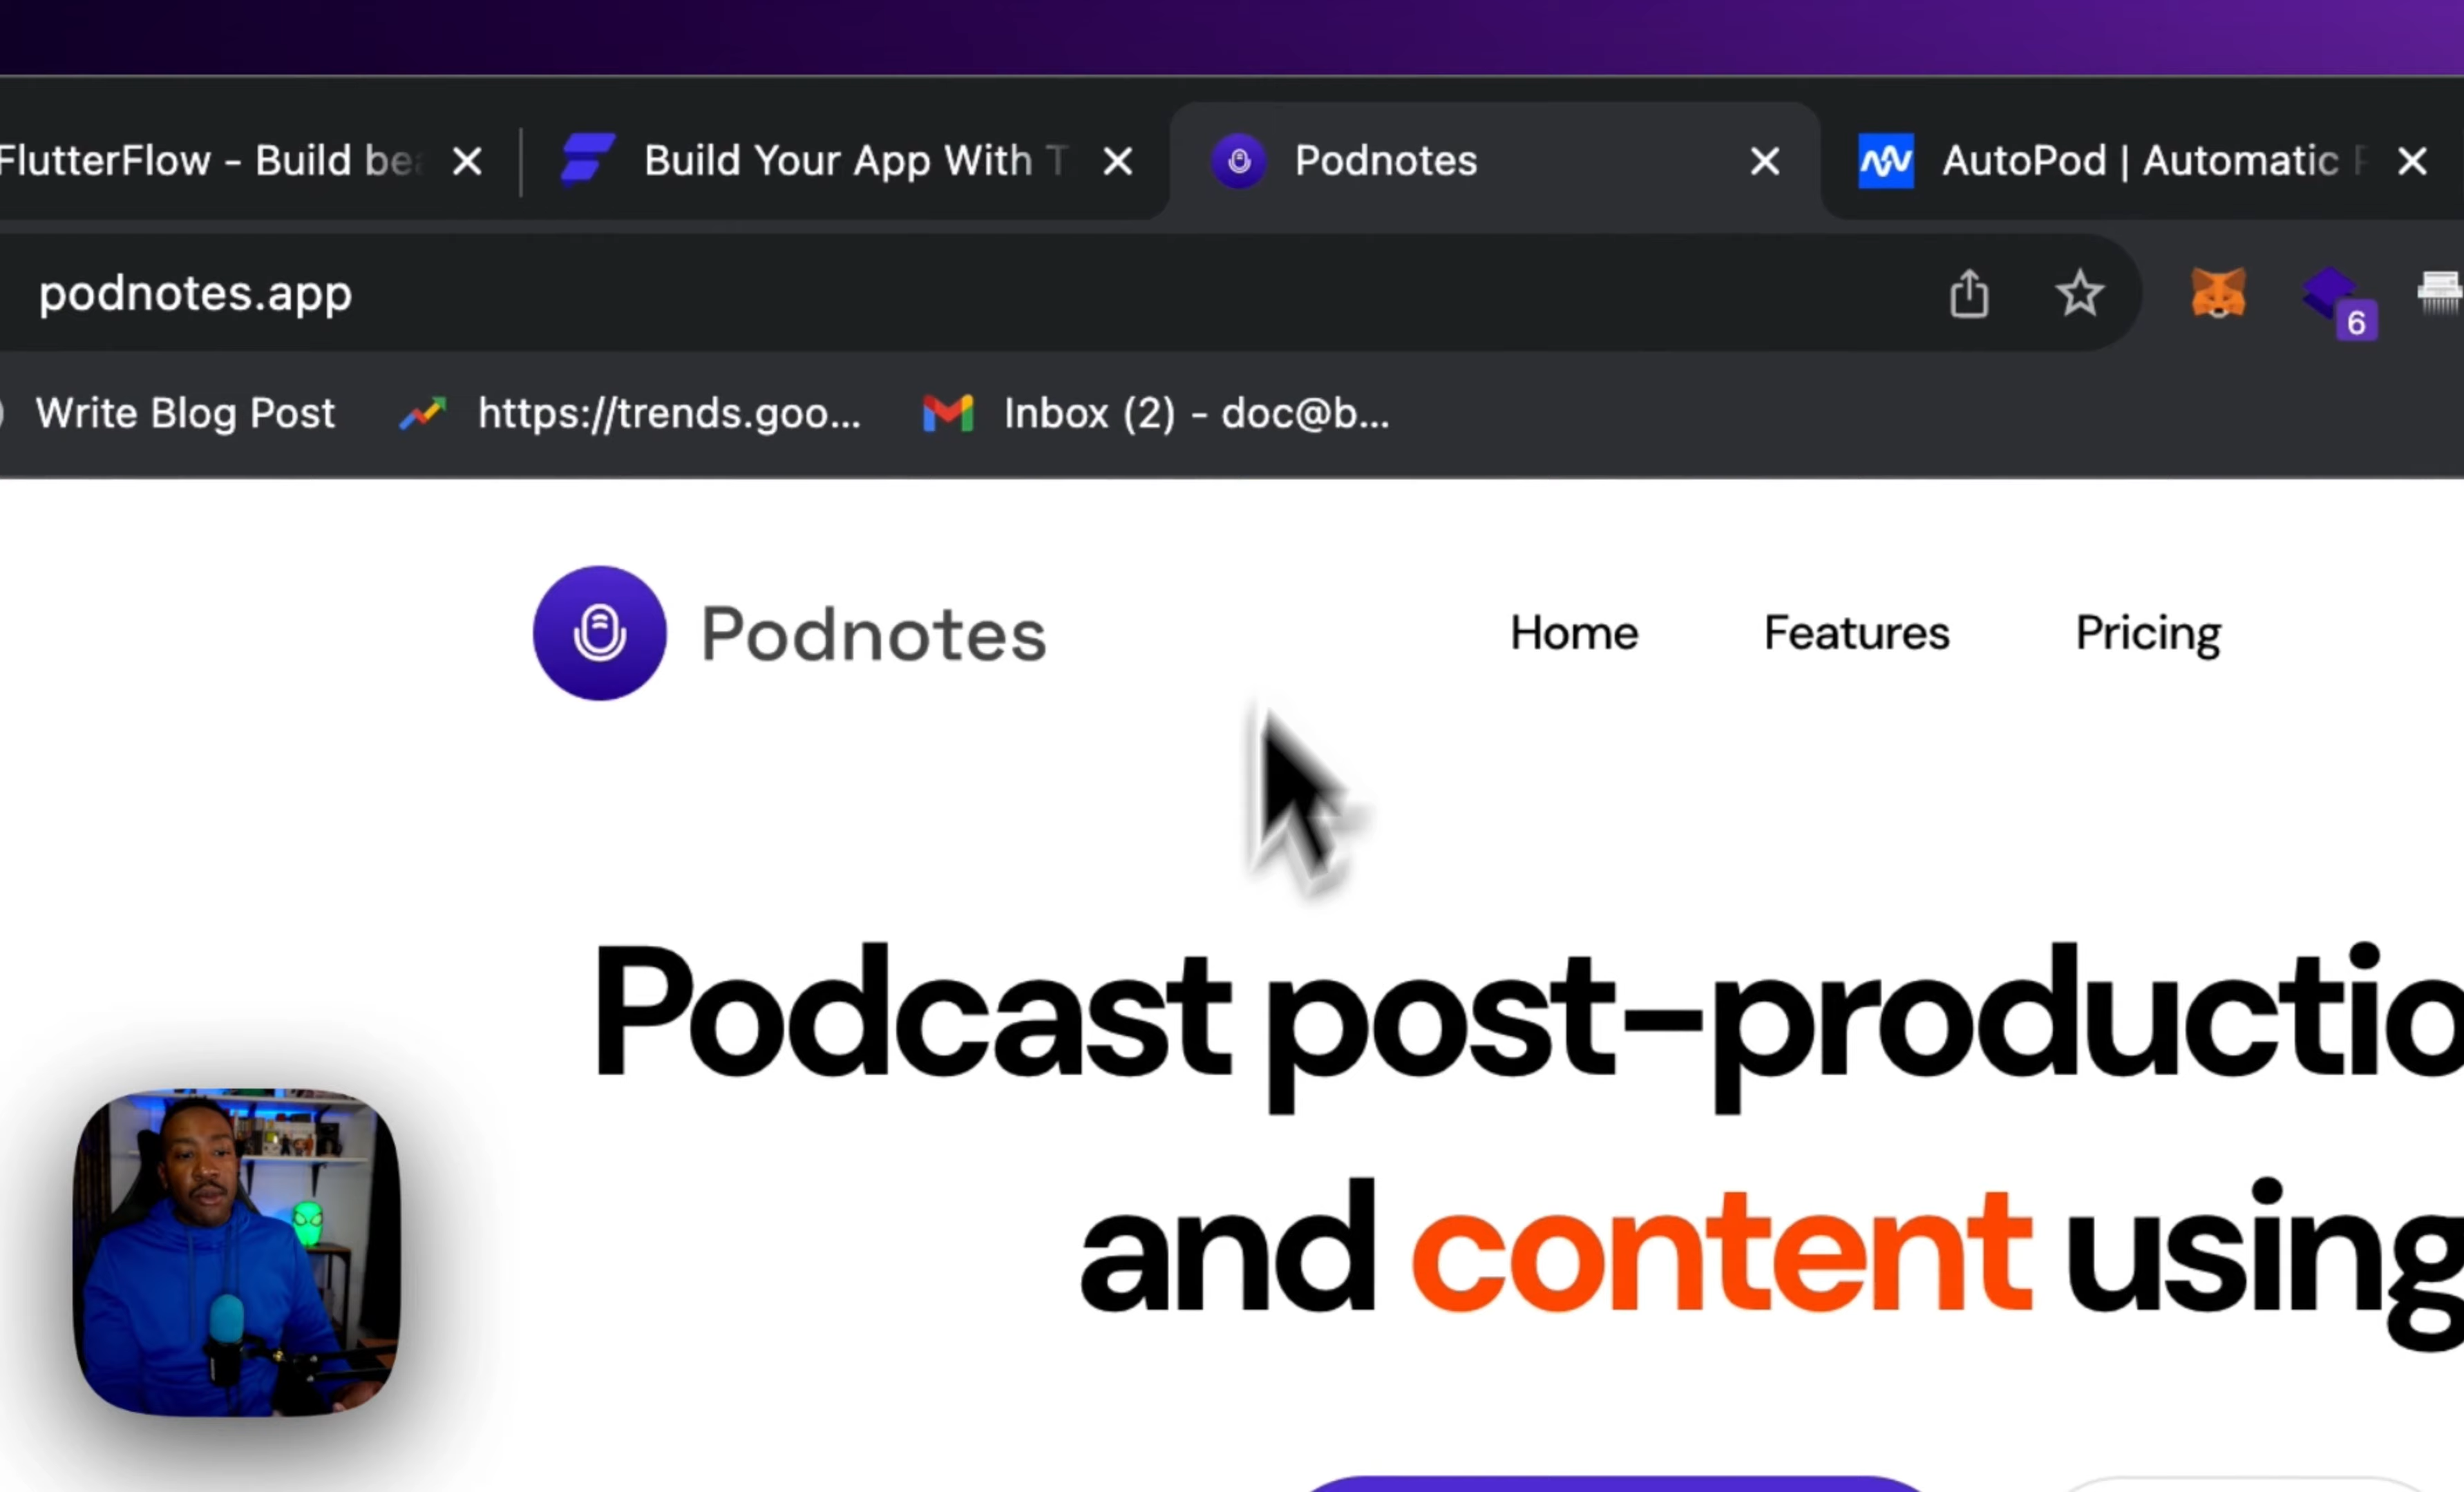 FlutterFlow - Build bea
Build Your App With T
Podnotes
AutoPod | Automatic P
podnotes.app
6
Write Blog Post
https://trends.goo...
Inbox (2) - doc@b...
Podnotes
Home
Features
Pricing
Podcast post-productio
and content using